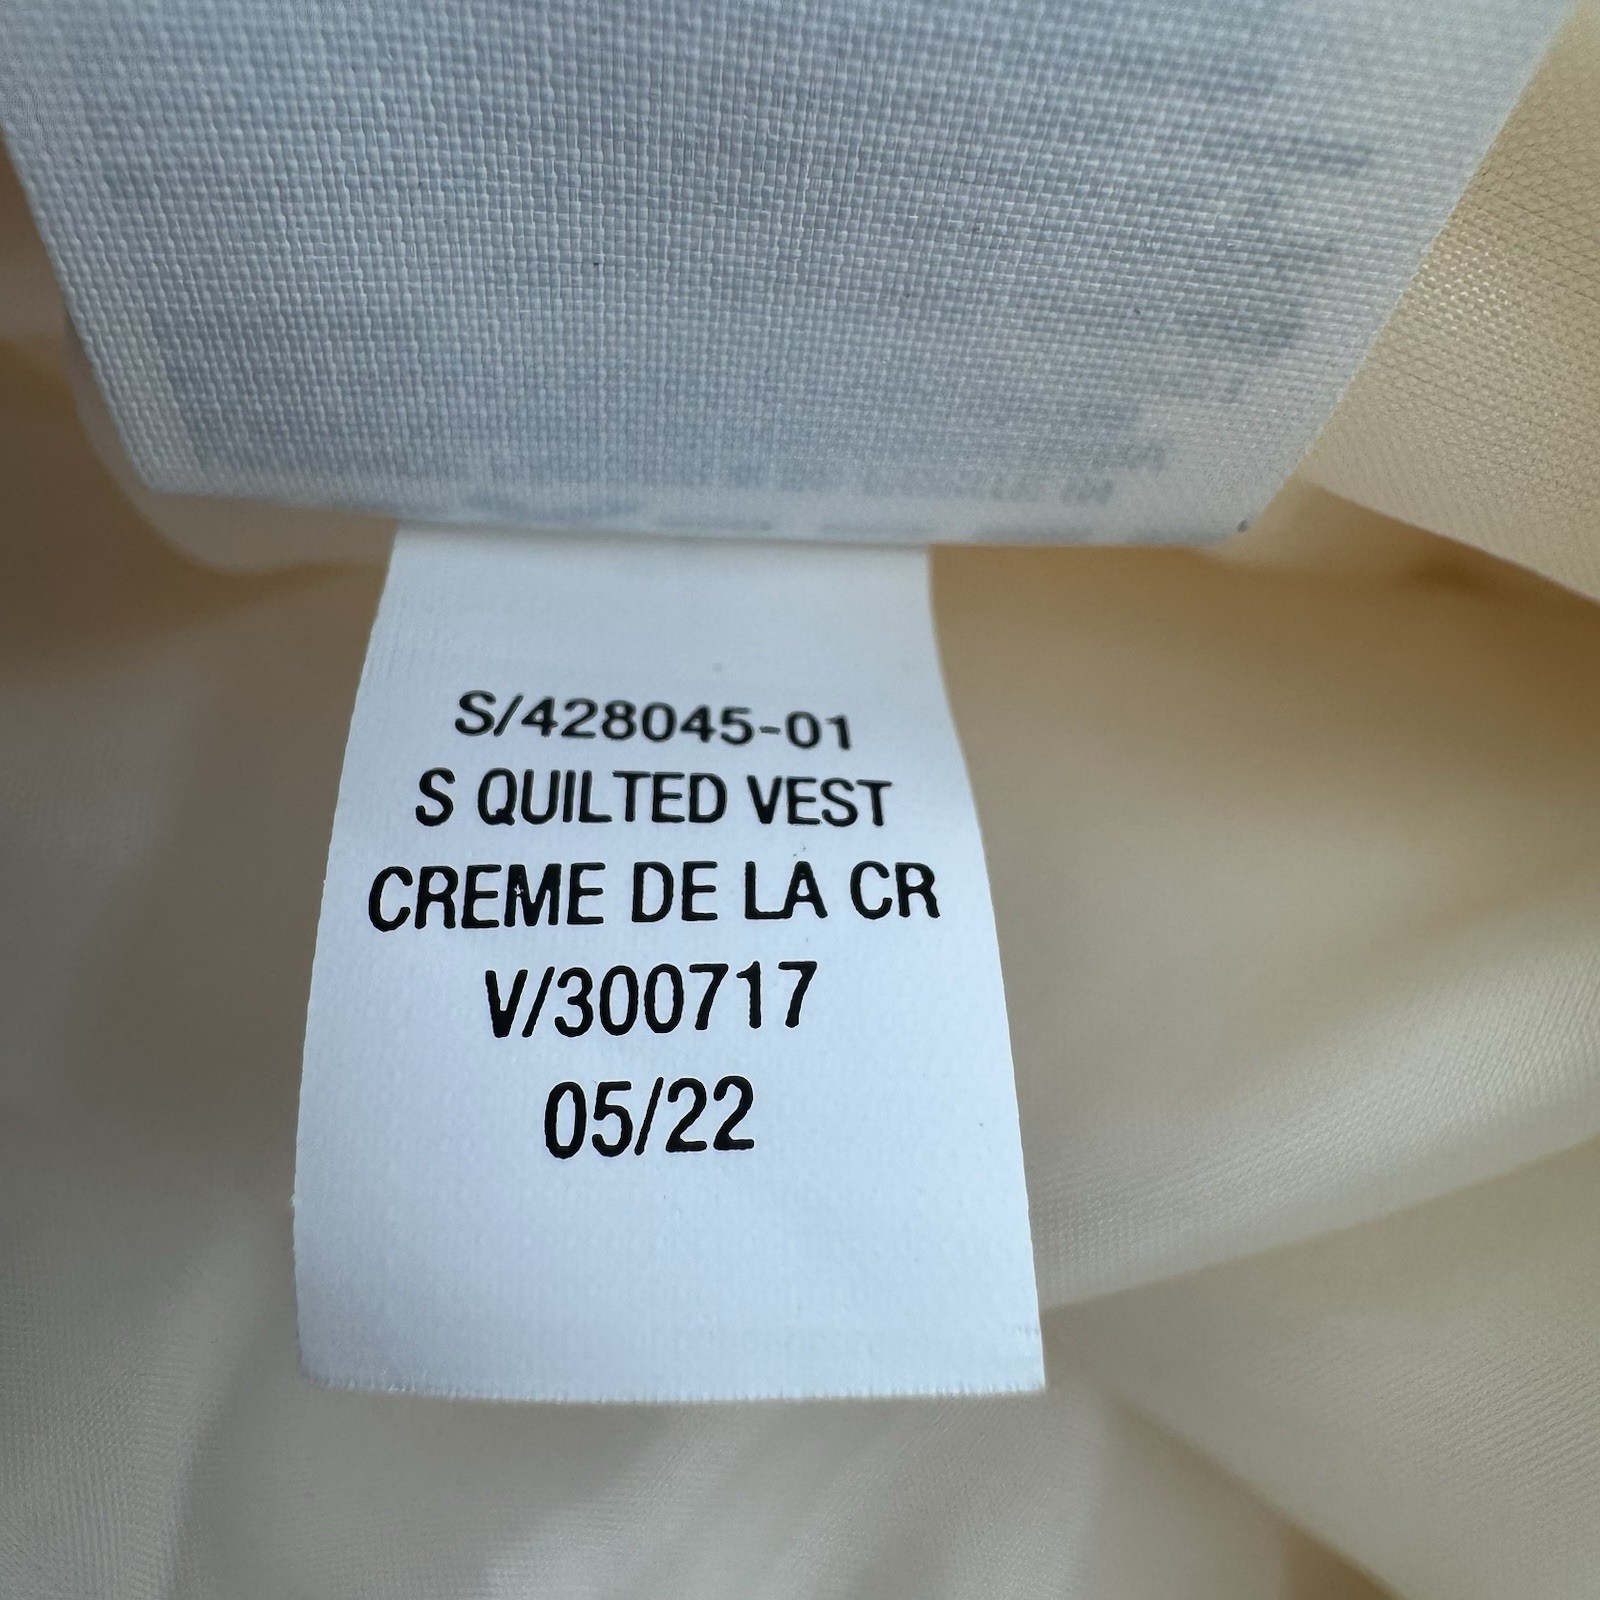 S/428045-01
S QUILTED VEST
CREME DE LA CR
V/300717
05/22